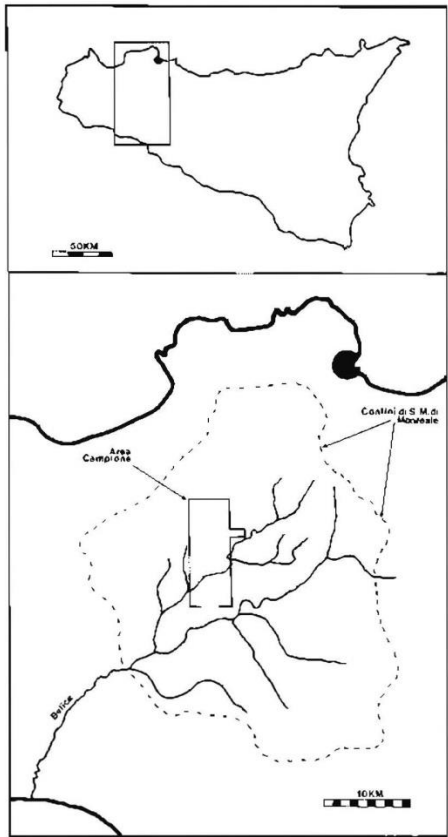 50KM
Confini di S.M. di
Monreale
Area
Campione
Belice
10KM